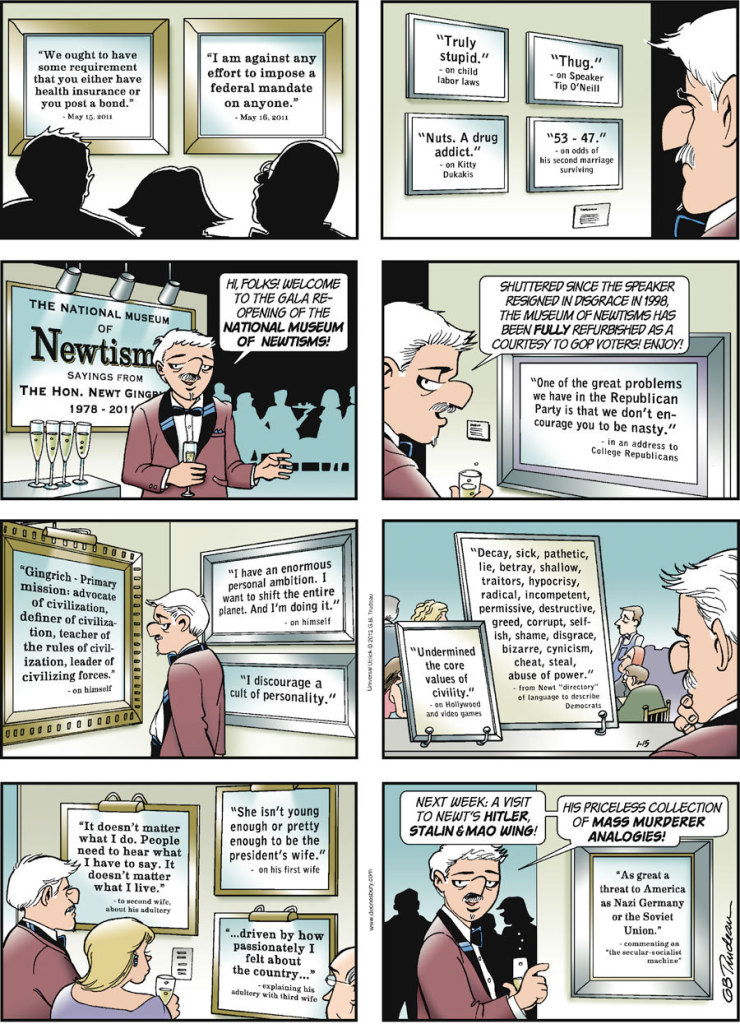 "We ought to have
some requirement
that you either have
health insurance or
you post a bond."
- May 15, 2011
"I am against any
effort to impose a
federal mandate
on anyone."
- May 16, 2011
"Truly
stupid."
- on child
labor laws
"Thug."
- on Speaker
Tip O'Neill
"Nuts. A drug
addict."
- on Kitty
Dukakis
"53 - 47."
- on odds of
his second marriage
surviving
THE NATIONAL MUSEUM
OF
Newtism
SAYINGS FROM
THE HON. NEWT GINGR
1978 - 2011
HI, FOLKS! WELCOME
TO THE GALA RE-
OPENING OF THE
NATIONAL MUSEUM
OF NEWTISMS!
SHUTTERED SINCE THE SPEAKER
RESIGNED IN DISGRACE IN 1998,
THE MUSEUM OF NEWTISMS HAS
BEEN FULLY REFURBISHED AS A
COURTESY TO GOP VOTERS! ENJOY!
"One of the great problems
we have in the Republican
Party is that we don't en-
courage you to be nasty."
- in an address to
College Republicans
"Gingrich - Primary
mission: advocate
of civilization,
definer of civiliza-
tion, teacher of
the rules of civil-
ization, leader of
civilizing forces."
- on himself
"I have an enormous
personal ambition. I
want to shift the entire
planet. And I'm doing it."
- on himself
"I discourage a
cult of personality."
"Undermined the
core values
of civility."
- on Hollywood
and video games
"Decay, sick, pathetic,
lie, betray, shallow,
traitors, hypocrisy,
radical, incompetent,
permissive, destructive,
greed, corrupt, self-
ish, shame, disgrace,
bizarre, cynicism,
cheat, steal,
abuse of power."
- from Newt "directory"
of language to describe
Democrats
1-15
"It doesn't matter
what I do. People
need to hear what
I have to say. It
doesn't matter
what I live."
- to second wife,
about his adultery
"She isn't young
enough or pretty
enough to be the
president's wife."
- on his first wife
"...driven by how
passionately I
felt about
the country..."
- explaining his
adultery with third wife
www.doonesbury.com
NEXT WEEK: A VISIT
TO NEWT'S HITLER,
STALIN & MAO WING!
HIS PRICELESS COLLECTION
OF MASS MURDERER
ANALOGIES!
"As great a
threat to America
as Nazi Germany
or the Soviet
Union."
- commenting on
"the secular-socialist
machine"
GB Trudeau